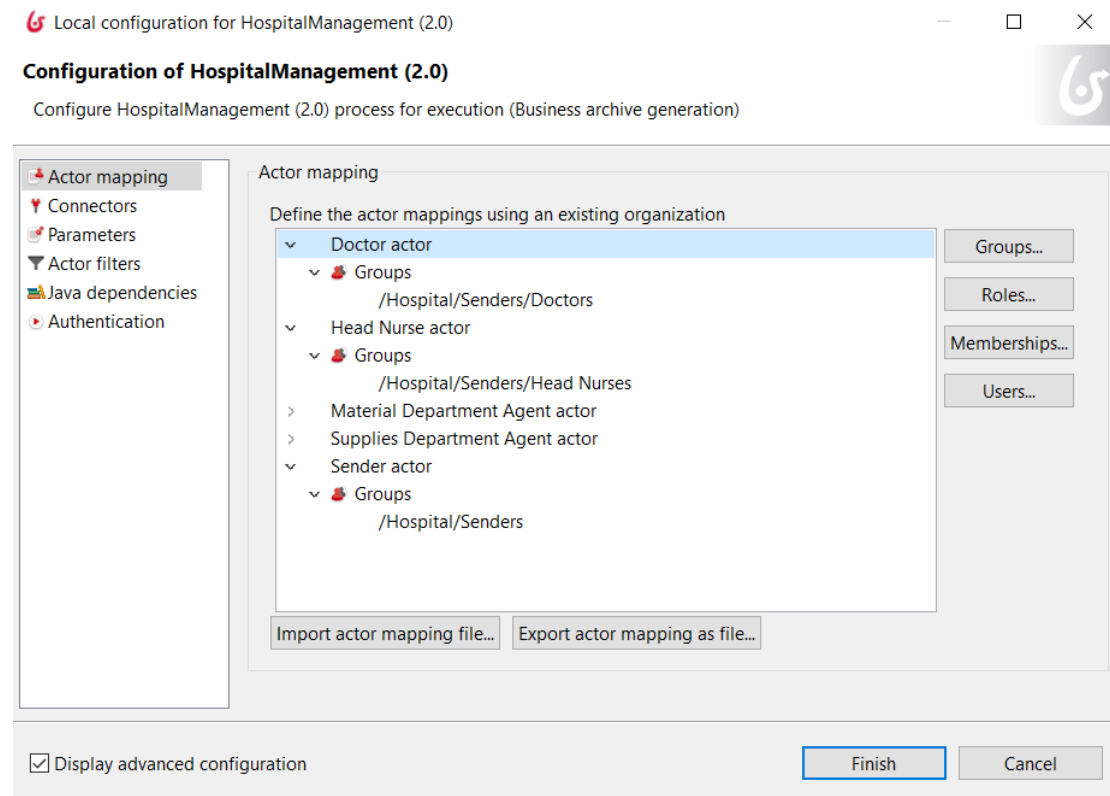 Local configuration for HospitalManagement (2.0)
Configuration of HospitalManagement (2.0)
Configure HospitalManagement (2.0) process for execution (Business archive generation)
Actor mapping
Connectors
Parameters
Actor filters
Java dependencies
Authentication
Actor mapping
Define the actor mappings using an existing organization
Doctor actor
Groups
/Hospital/Senders/Doctors
Head Nurse actor
Groups
/Hospital/Senders/Head Nurses
Material Department Agent actor
Supplies Department Agent actor
Sender actor
Groups
/Hospital/Senders
Groups...
Roles...
Memberships...
Users...
Import actor mapping file...
Export actor mapping as file...
Display advanced configuration
Finish
Cancel